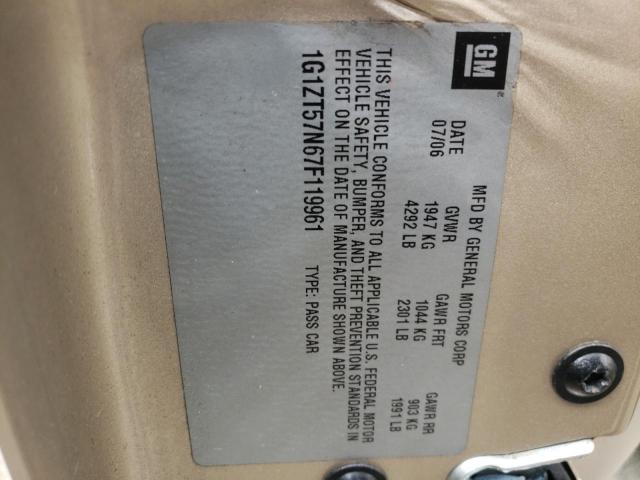 GM
MFD BY GENERAL MOTORS CORP
DATE GVWR GAWR FRT GAWR RR
07/06 1947 KG 1044 KG 903 KG
4292 LB 2301 LB 1991 LB
THIS VEHICLE CONFORMS TO ALL APPLICABLE U.S. FEDERAL MOTOR
VEHICLE SAFETY, BUMPER, AND THEFT PREVENTION STANDARDS IN
EFFECT ON THE DATE OF MANUFACTURE SHOWN ABOVE.
1G1ZT57N67F119961 TYPE: PASS CAR